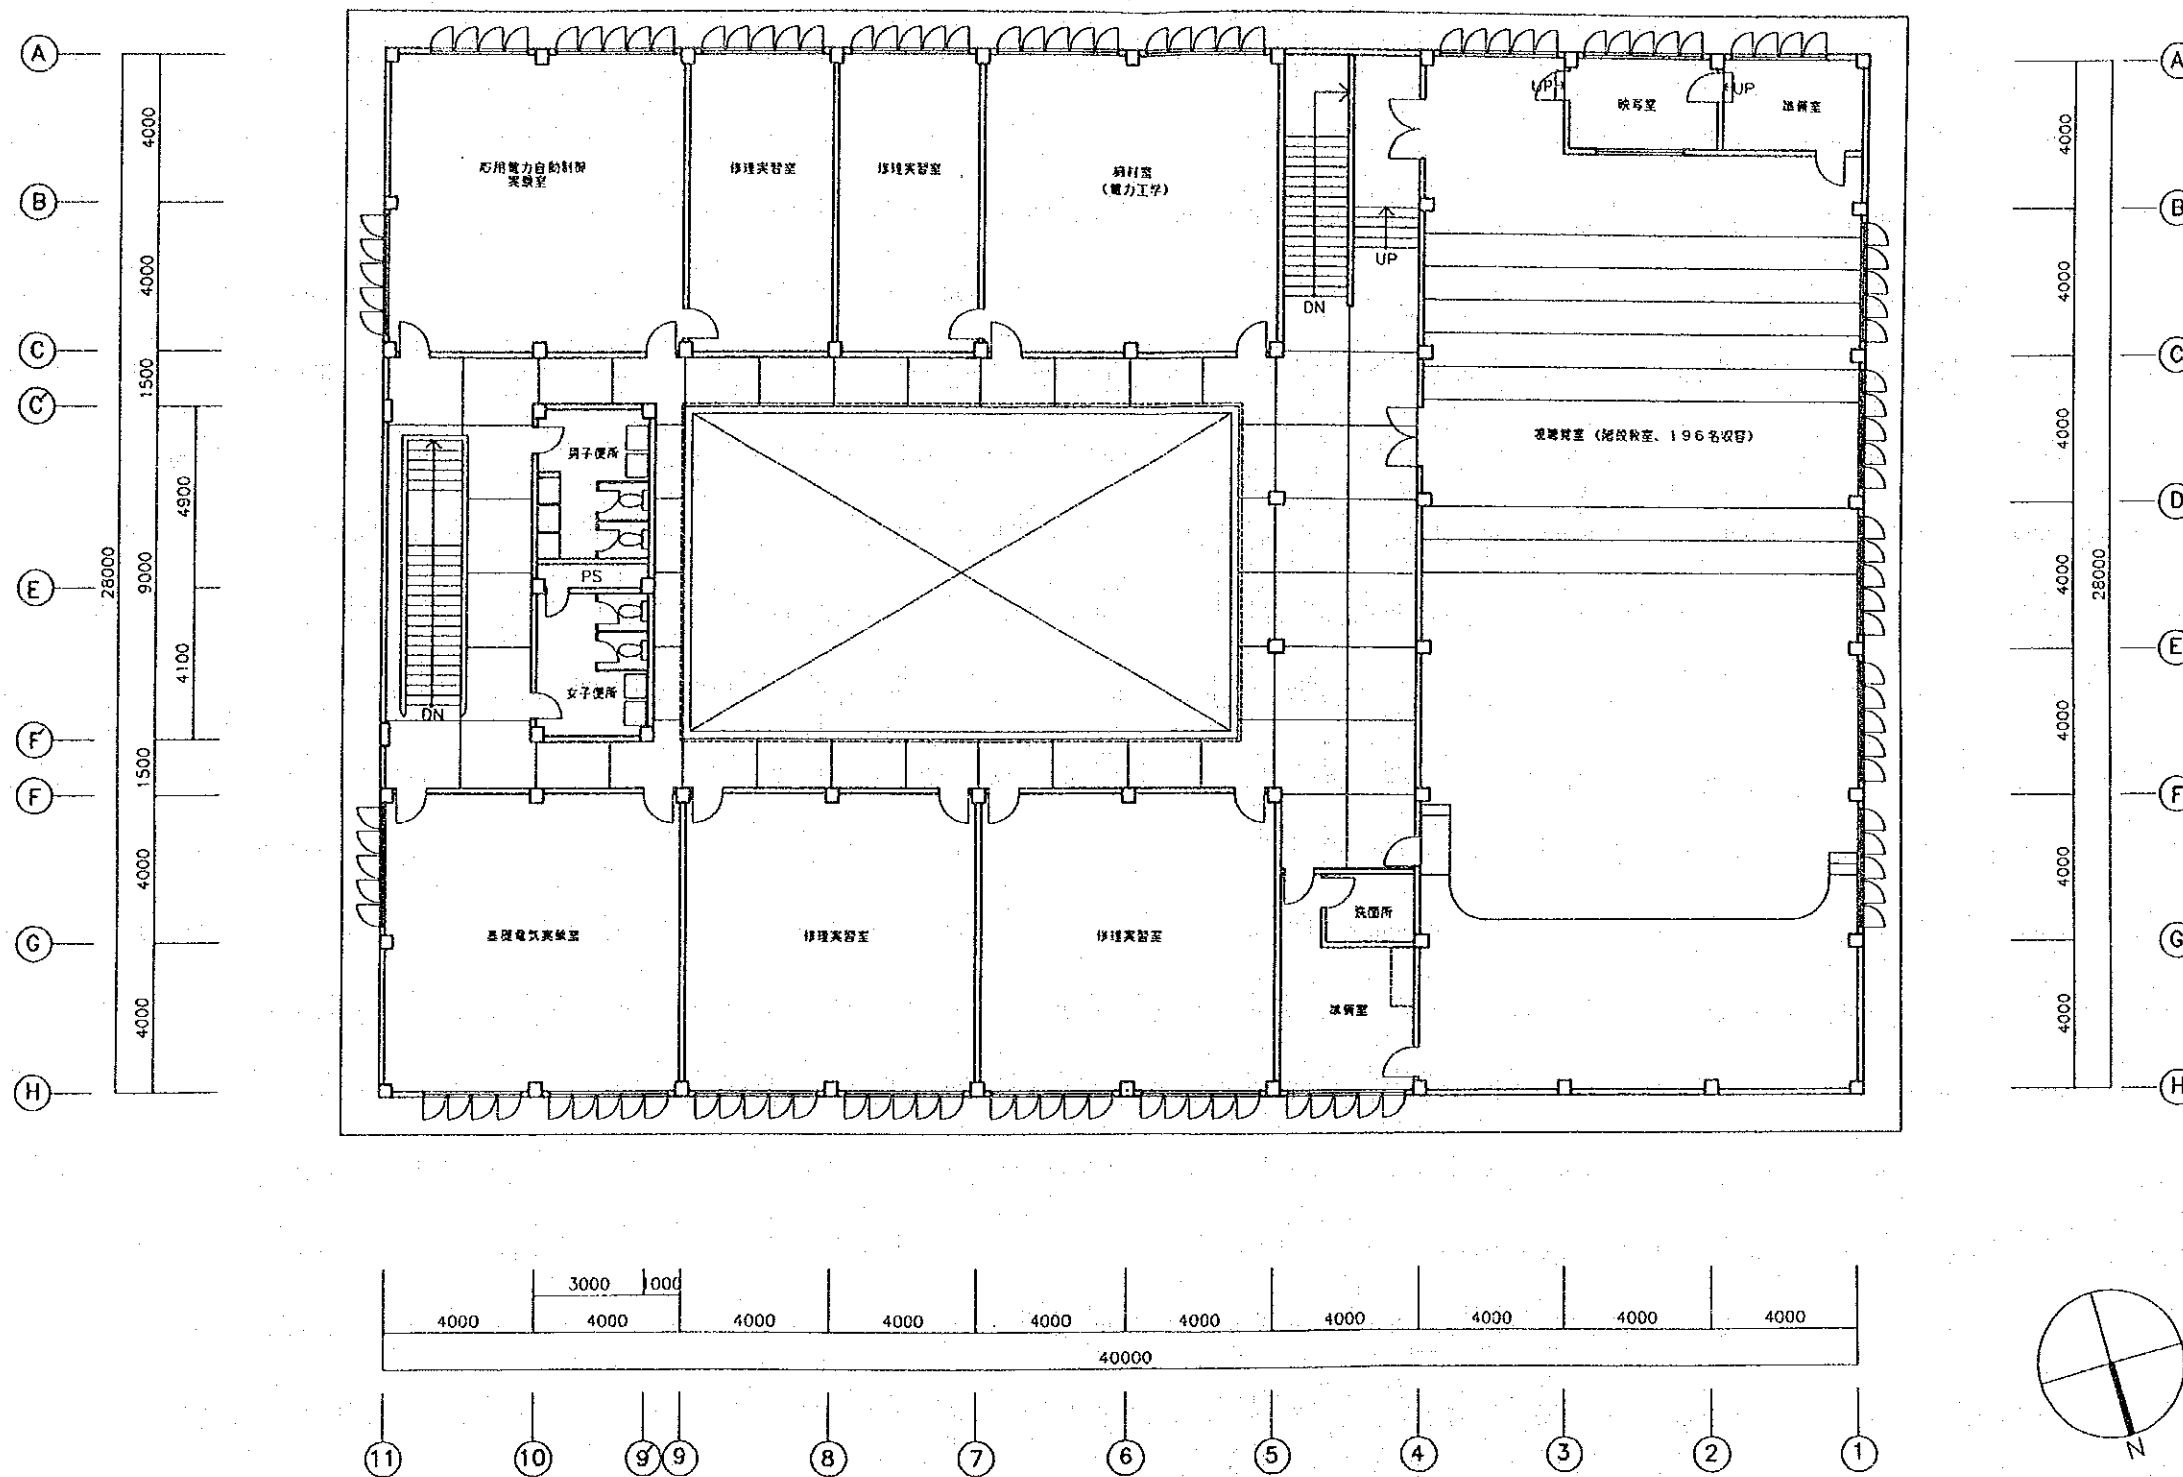 A
A
4000
映写室
UP
UP
準備室
4000
応用電力自動制御
実験室
修理実習室
修理実習室
(電力工学)
B
B
UP
4000
4000
DN
C
C
1500
C'
男子便所
視聴覚室 (階段教室、196名収容)
4000
4900
D
28000
9000
PS
E
4000
28000
E
4100
女子便所
DN
F'
4000
1500
F
F
4000
4000
洗面所
基礎電気実験室
修理実習室
修理実習室
G
G
準備室
4000
4000
H
H
3000
1000
4000
4000
4000
4000
4000
4000
4000
4000
4000
4000
40000
11
10
9'
9
8
7
6
5
4
3
2
1
N